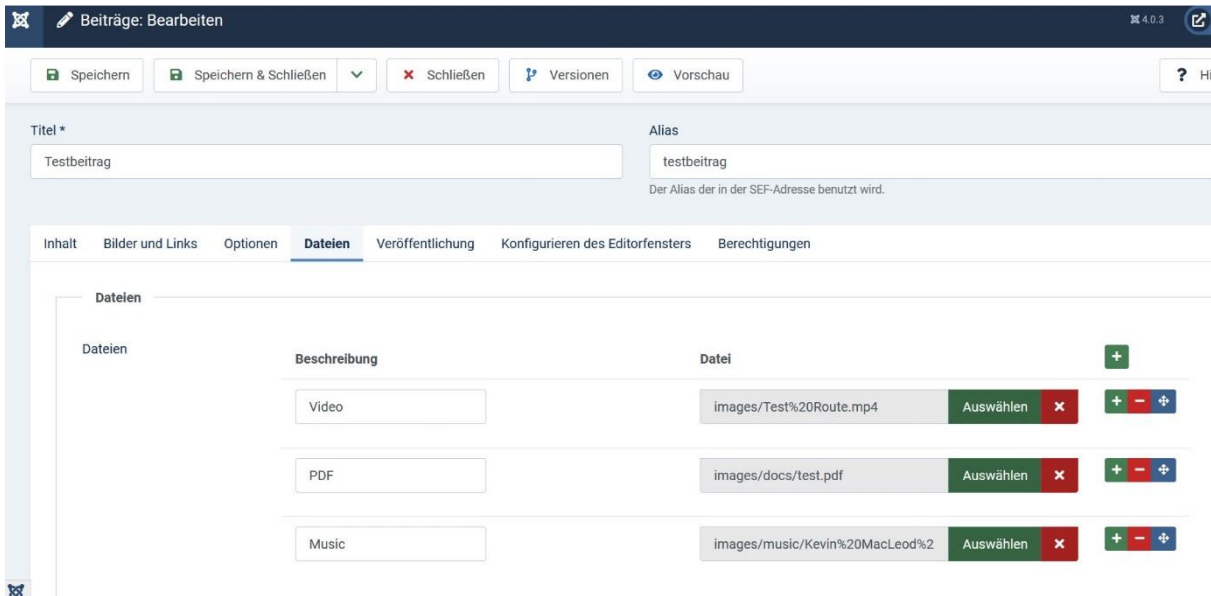 Beiträge: Bearbeiten 4.0.3
Speichern Speichern & Schließen Schließen Versionen Vorschau ?
Titel * Alias
Testbeitrag testbeitrag
Der Alias der in der SEF-Adresse benutzt wird.
Inhalt Bilder und Links Optionen Dateien Veröffentlichung Konfigurieren des Editorfensters Berechtigungen
Dateien
Dateien Beschreibung Datei
Video images/Test%20Route.mp4 Auswählen
PDF images/docs/test.pdf Auswählen
Music images/music/Kevin%20MacLeod%2 Auswählen